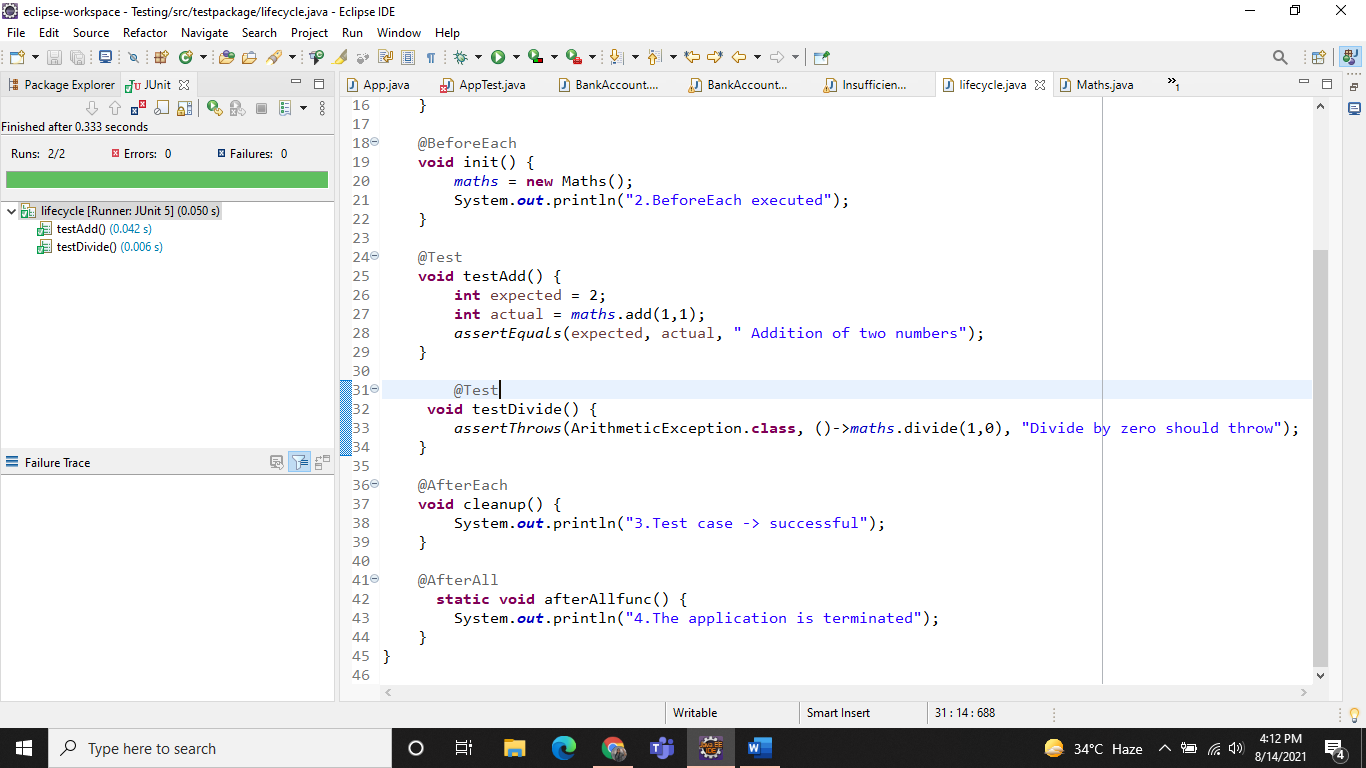 eclipse-workspace - Testing/src/testpackage/lifecycle.java - Eclipse IDE
File Edit Source Refactor Navigate Search Project Run Window Help
Package Explorer JUnit
Finished after 0.333 seconds
Runs: 2/2 Errors: 0 Failures: 0
lifecycle [Runner: JUnit 5] (0.050 s)
testAdd() (0.042 s)
testDivide() (0.006 s)
Failure Trace
App.java AppTest.java BankAccount.... BankAccount... Insufficien... lifecycle.java Maths.java »1
16 }
17
18 @BeforeEach
19 void init() {
20 maths = new Maths();
21 System.out.println("2.BeforeEach executed");
22 }
23
24 @Test
25 void testAdd() {
26 int expected = 2;
27 int actual = maths.add(1,1);
28 assertEquals(expected, actual, " Addition of two numbers");
29 }
30
31 @Test
32 void testDivide() {
33 assertThrows(ArithmeticException.class, ()->maths.divide(1,0), "Divide by zero should throw");
34 }
35
36 @AfterEach
37 void cleanup() {
38 System.out.println("3.Test case -> successful");
39 }
40
41 @AfterAll
42 static void afterAllfunc() {
43 System.out.println("4.The application is terminated");
44 }
45 }
46
Writable Smart Insert 31 : 14 : 688
Type here to search
34°C Haze
4:12 PM
8/14/2021
4